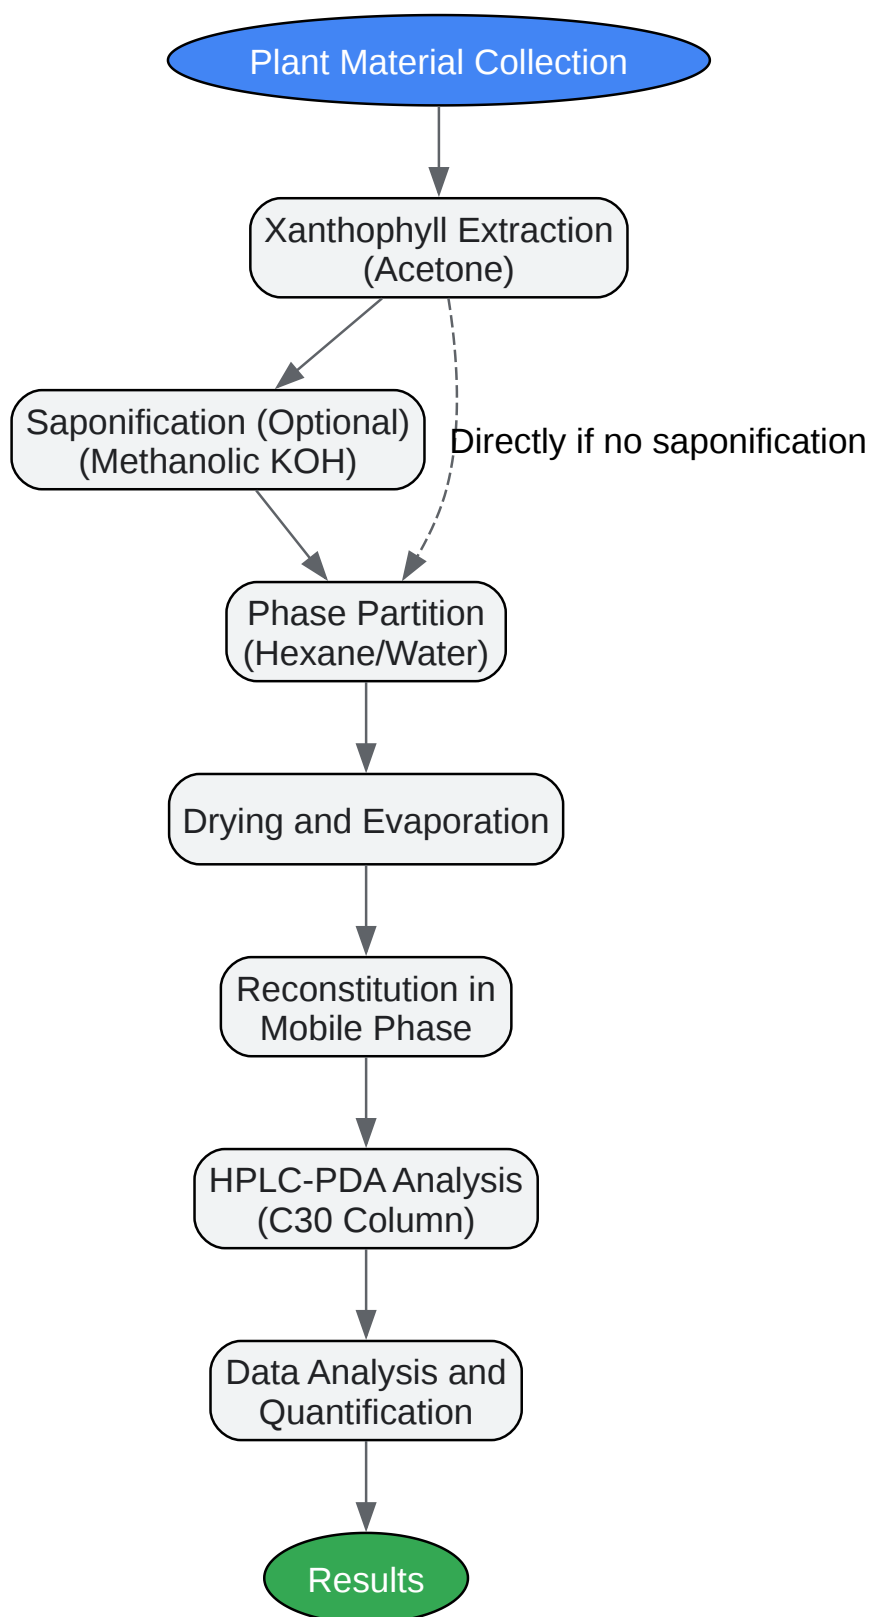 Plant Material Collection
Xanthophyll Extraction
(Acetone)
Saponification (Optional)
(Methanolic KOH)
Directly if no saponification
Phase Partition
(Hexane/Water)
Drying and Evaporation
Reconstitution in
Mobile Phase
HPLC-PDA Analysis
(C30 Column)
Data Analysis and
Quantification
Results